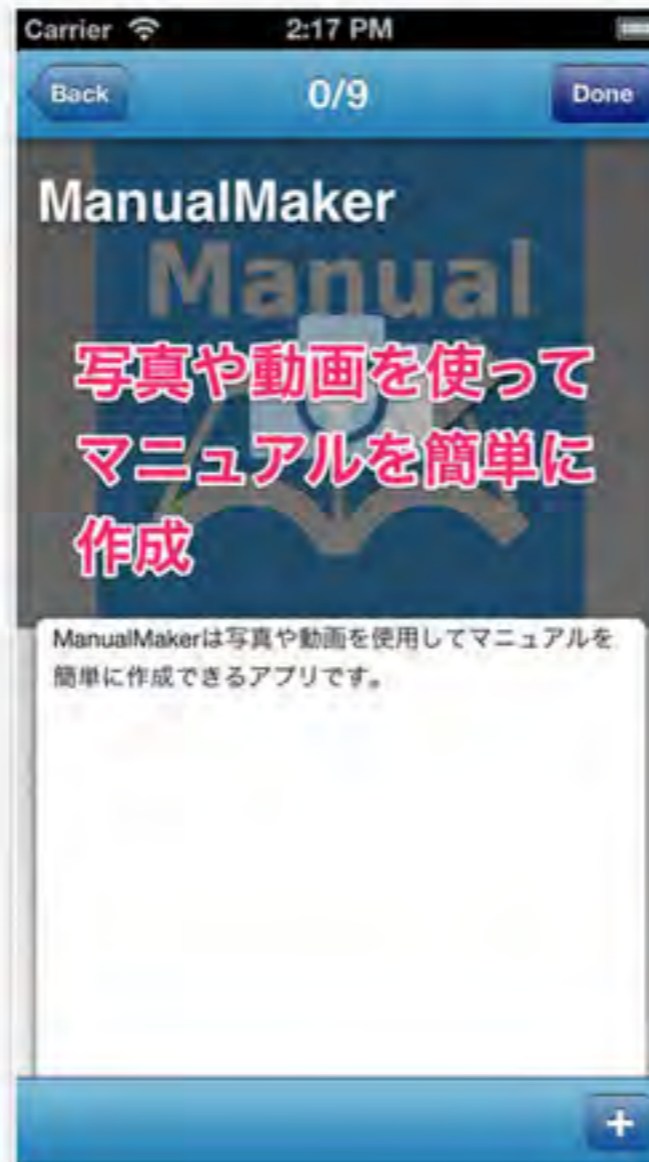 Carrier 2:17 PM
Back 0/9 Done
ManualMaker
Manual
写真や動画を使って
マニュアルを簡単に
作成
ManualMakerは写真や動画を使用してマニュアルを
簡単に作成できるアプリです。
+